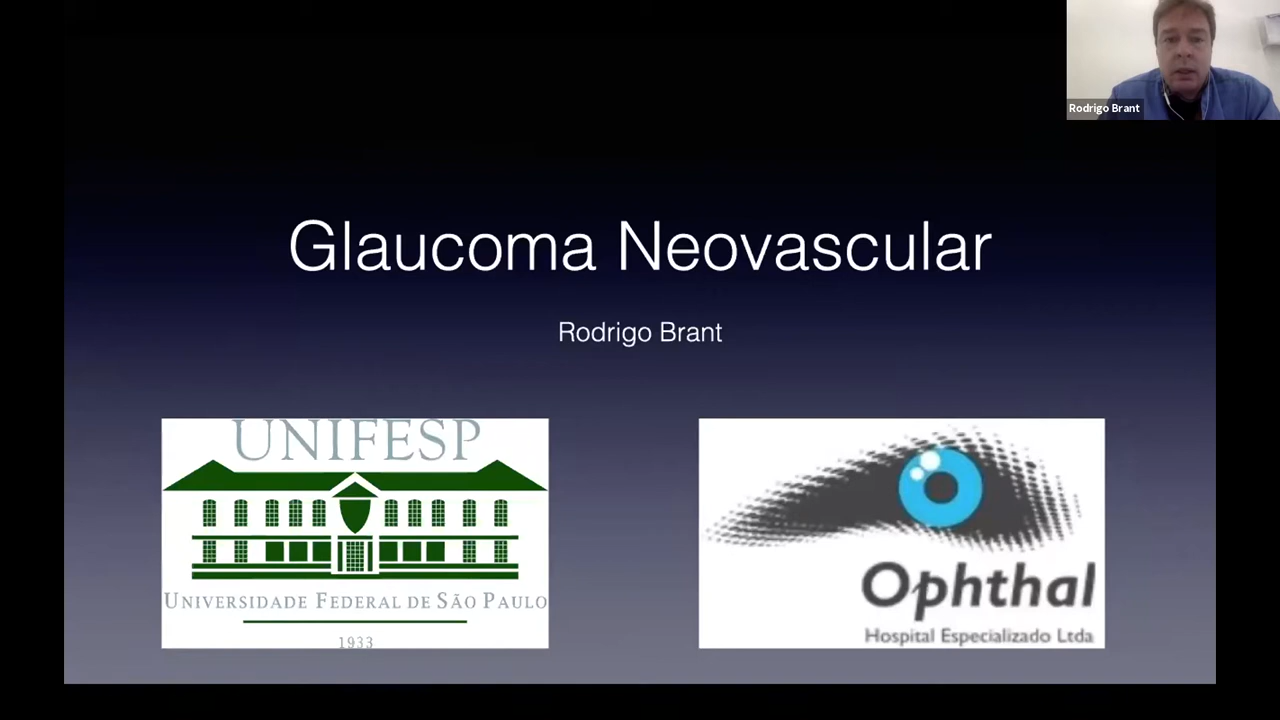 Rodrigo Brant
Glaucoma Neovascular
Rodrigo Brant
UNIFESP
UNIVERSIDADE FEDERAL DE SÃO PAULO
1933
Ophthal
Hospital Especializado Ltda